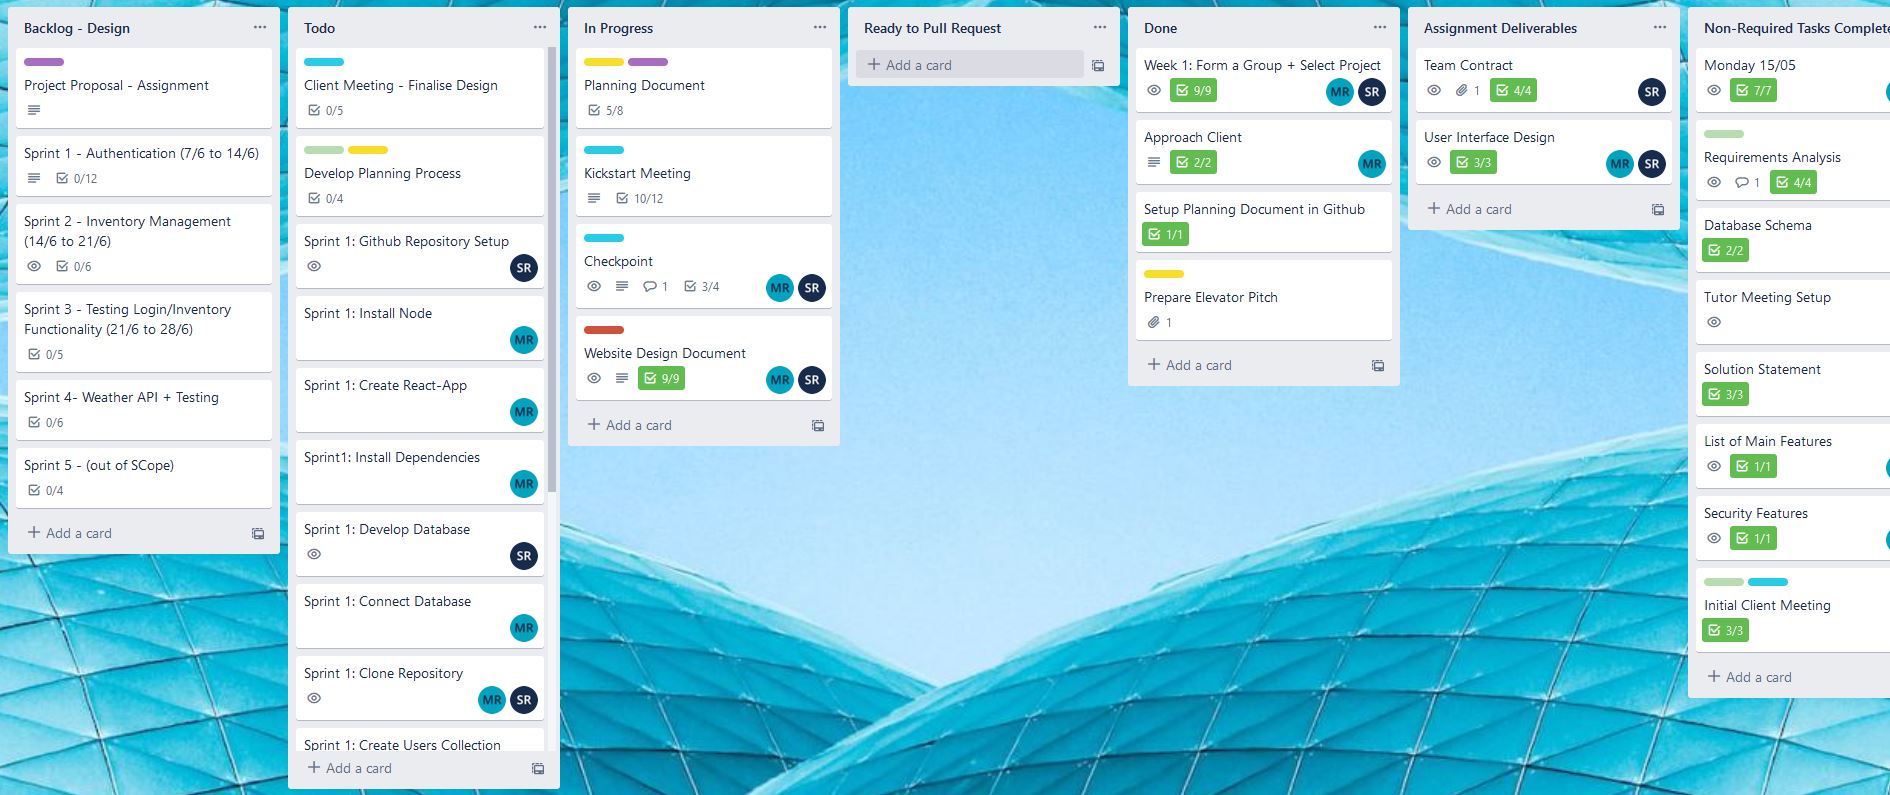 Backlog - Design
Project Proposal - Assignment
Sprint 1 - Authentication (7/6 to 14/6)
0/12
Sprint 2 - Inventory Management
(14/6 to 21/6)
0/6
Sprint 3 - Testing Login/Inventory
Functionality (21/6 to 28/6)
0/5
Sprint 4- Weather API + Testing
0/6
Sprint 5 - (out of SCope)
0/4
+ Add a card
Todo
Client Meeting - Finalise Design
0/5
Develop Planning Process
0/4
Sprint 1: Github Repository Setup
SR
Sprint 1: Install Node
MR
Sprint 1: Create React-App
MR
Sprint1: Install Dependencies
MR
Sprint 1: Develop Database
SR
Sprint 1: Connect Database
MR
Sprint 1: Clone Repository
MR SR
Sprint 1: Create Users Collection
+ Add a card
In Progress
Planning Document
5/8
Kickstart Meeting
10/12
Checkpoint
1 3/4 MR SR
Website Design Document
9/9 MR SR
+ Add a card
Ready to Pull Request
+ Add a card
Done
Week 1: Form a Group + Select Project
9/9 MR SR
Approach Client
2/2 MR
Setup Planning Document in Github
1/1
Prepare Elevator Pitch
1
+ Add a card
Assignment Deliverables
Team Contract
1 4/4 SR
User Interface Design
3/3 MR SR
+ Add a card
Non-Required Tasks Complete
Monday 15/05
7/7
Requirements Analysis
1 4/4
Database Schema
2/2
Tutor Meeting Setup
Solution Statement
3/3
List of Main Features
1/1
Security Features
1/1
Initial Client Meeting
3/3
+ Add a card